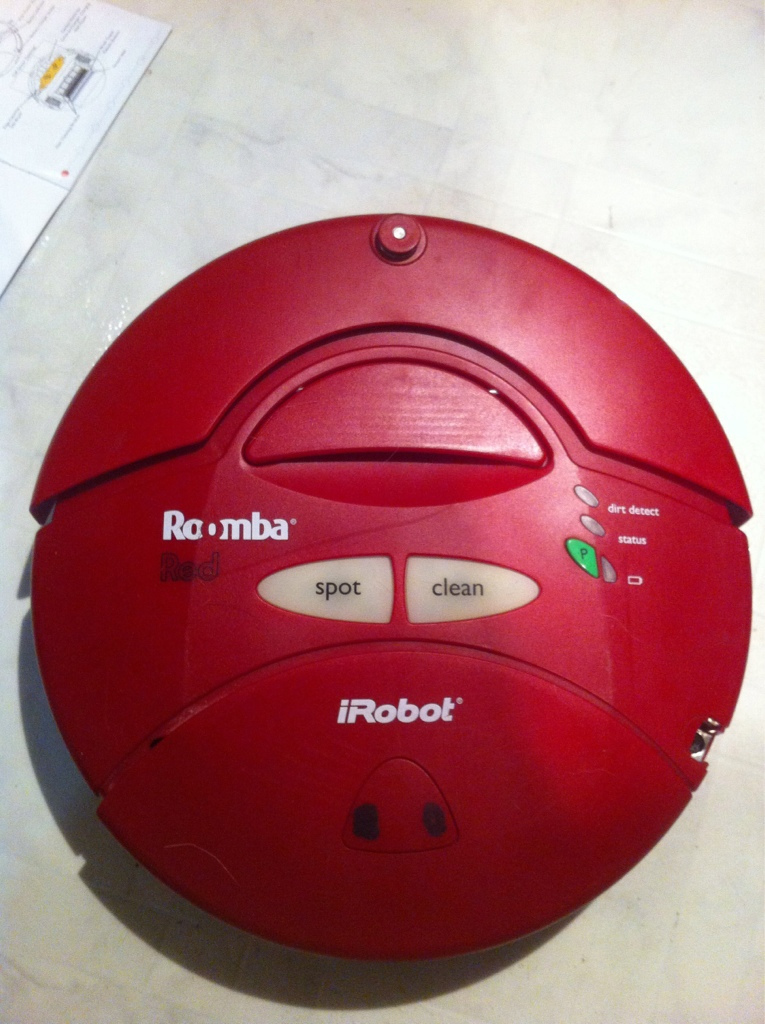 Roomba®
Red
dirt detect
status
P
spot
clean
iRobot®